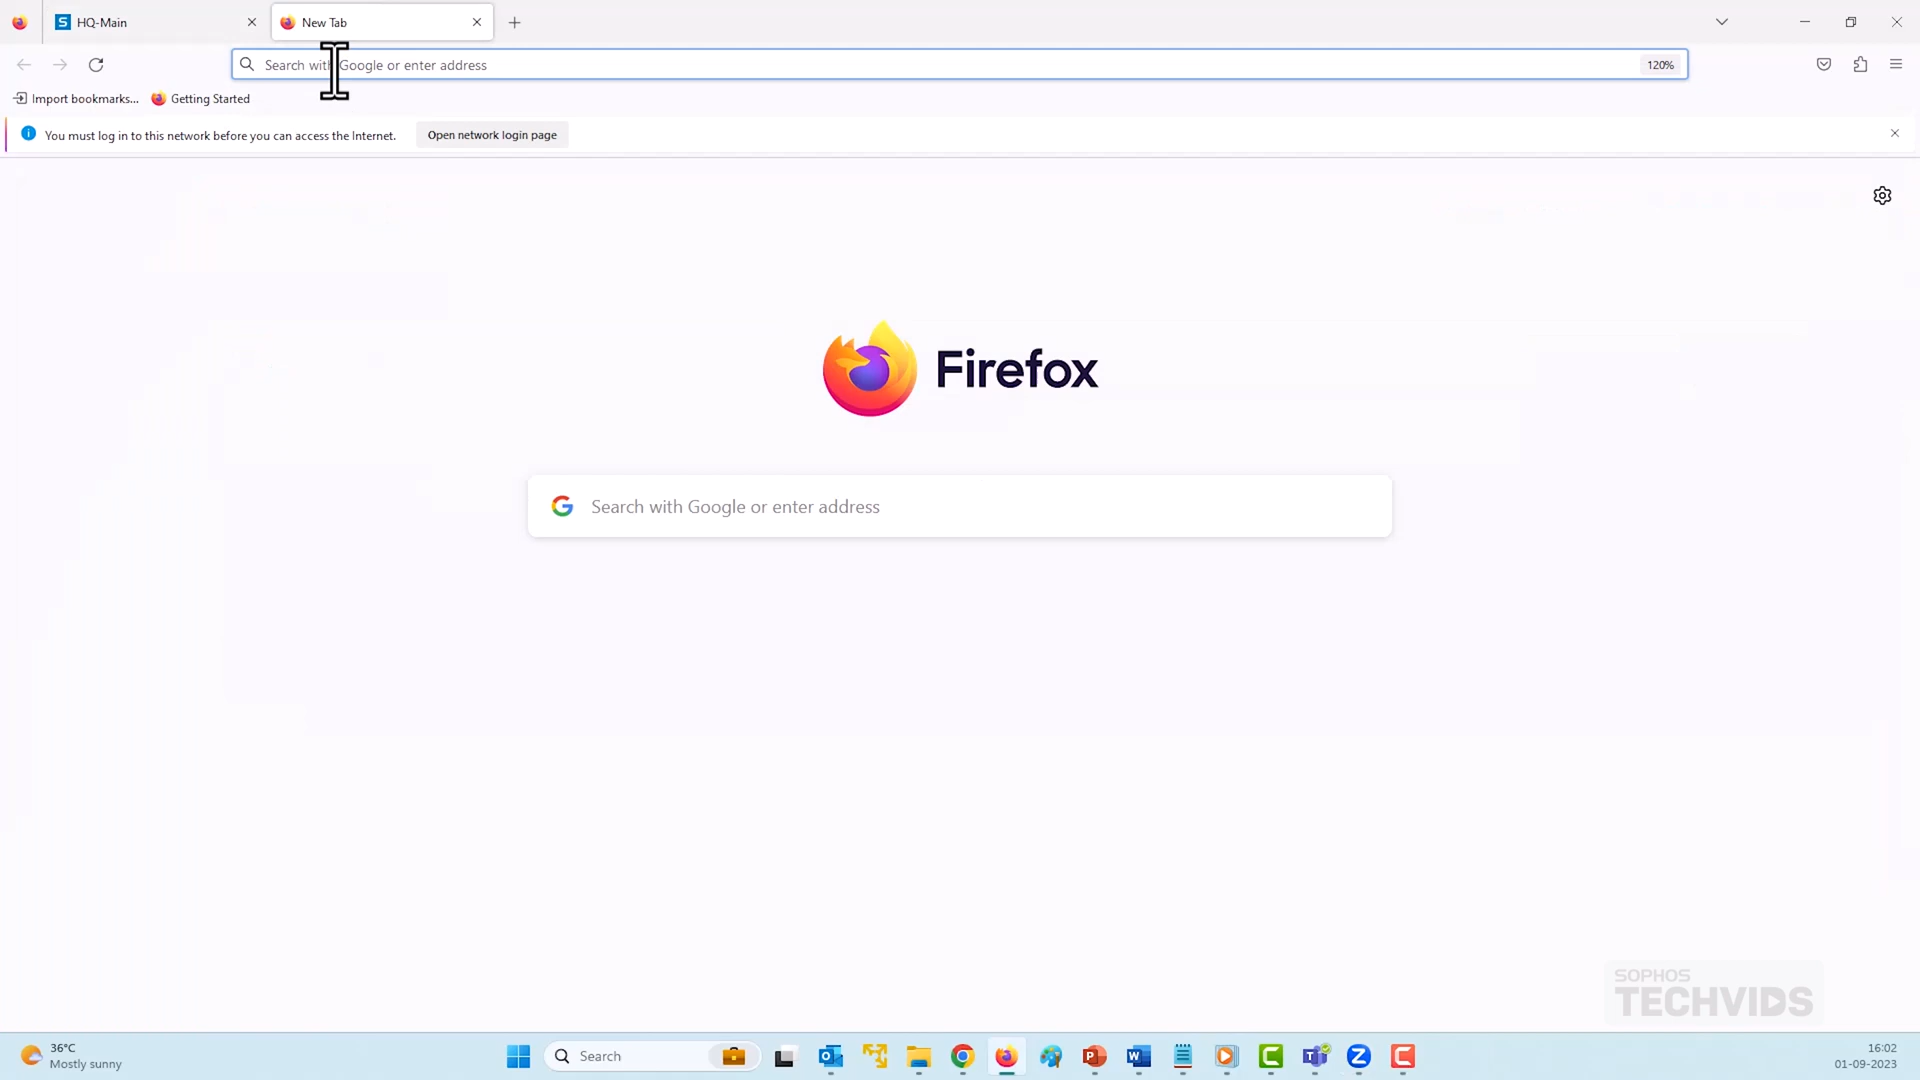 HQ-Main
New Tab
Search with Google or enter address
120%
Import bookmarks...
Getting Started
You must log in to this network before you can access the Internet.
Open network login page
Firefox
Search with Google or enter address
SOPHOS
TECHVIDS
36°C
Mostly sunny
Search
16:02
01-09-2023